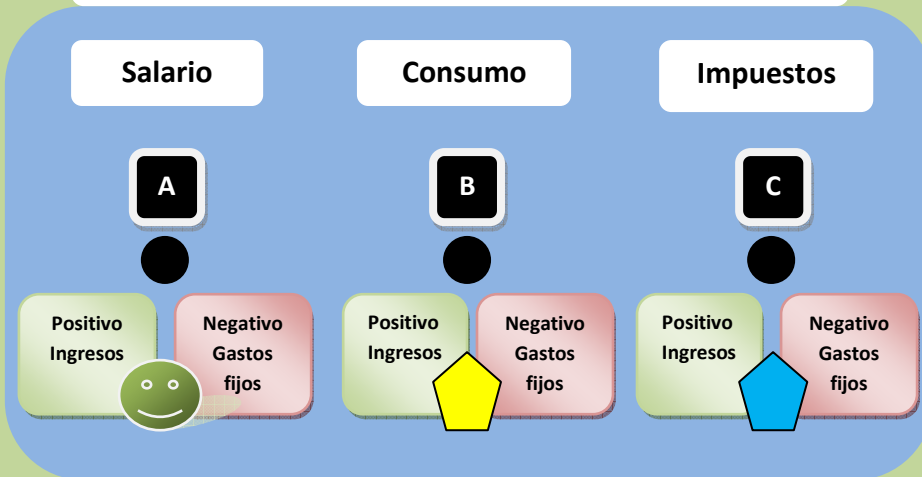 Salario
Consumo
Impuestos
A
B
C
Positivo
Ingresos
Negativo
Gastos
fijos
Positivo
Ingresos
Negativo
Gastos
fijos
Positivo
Ingresos
Negativo
Gastos
fijos